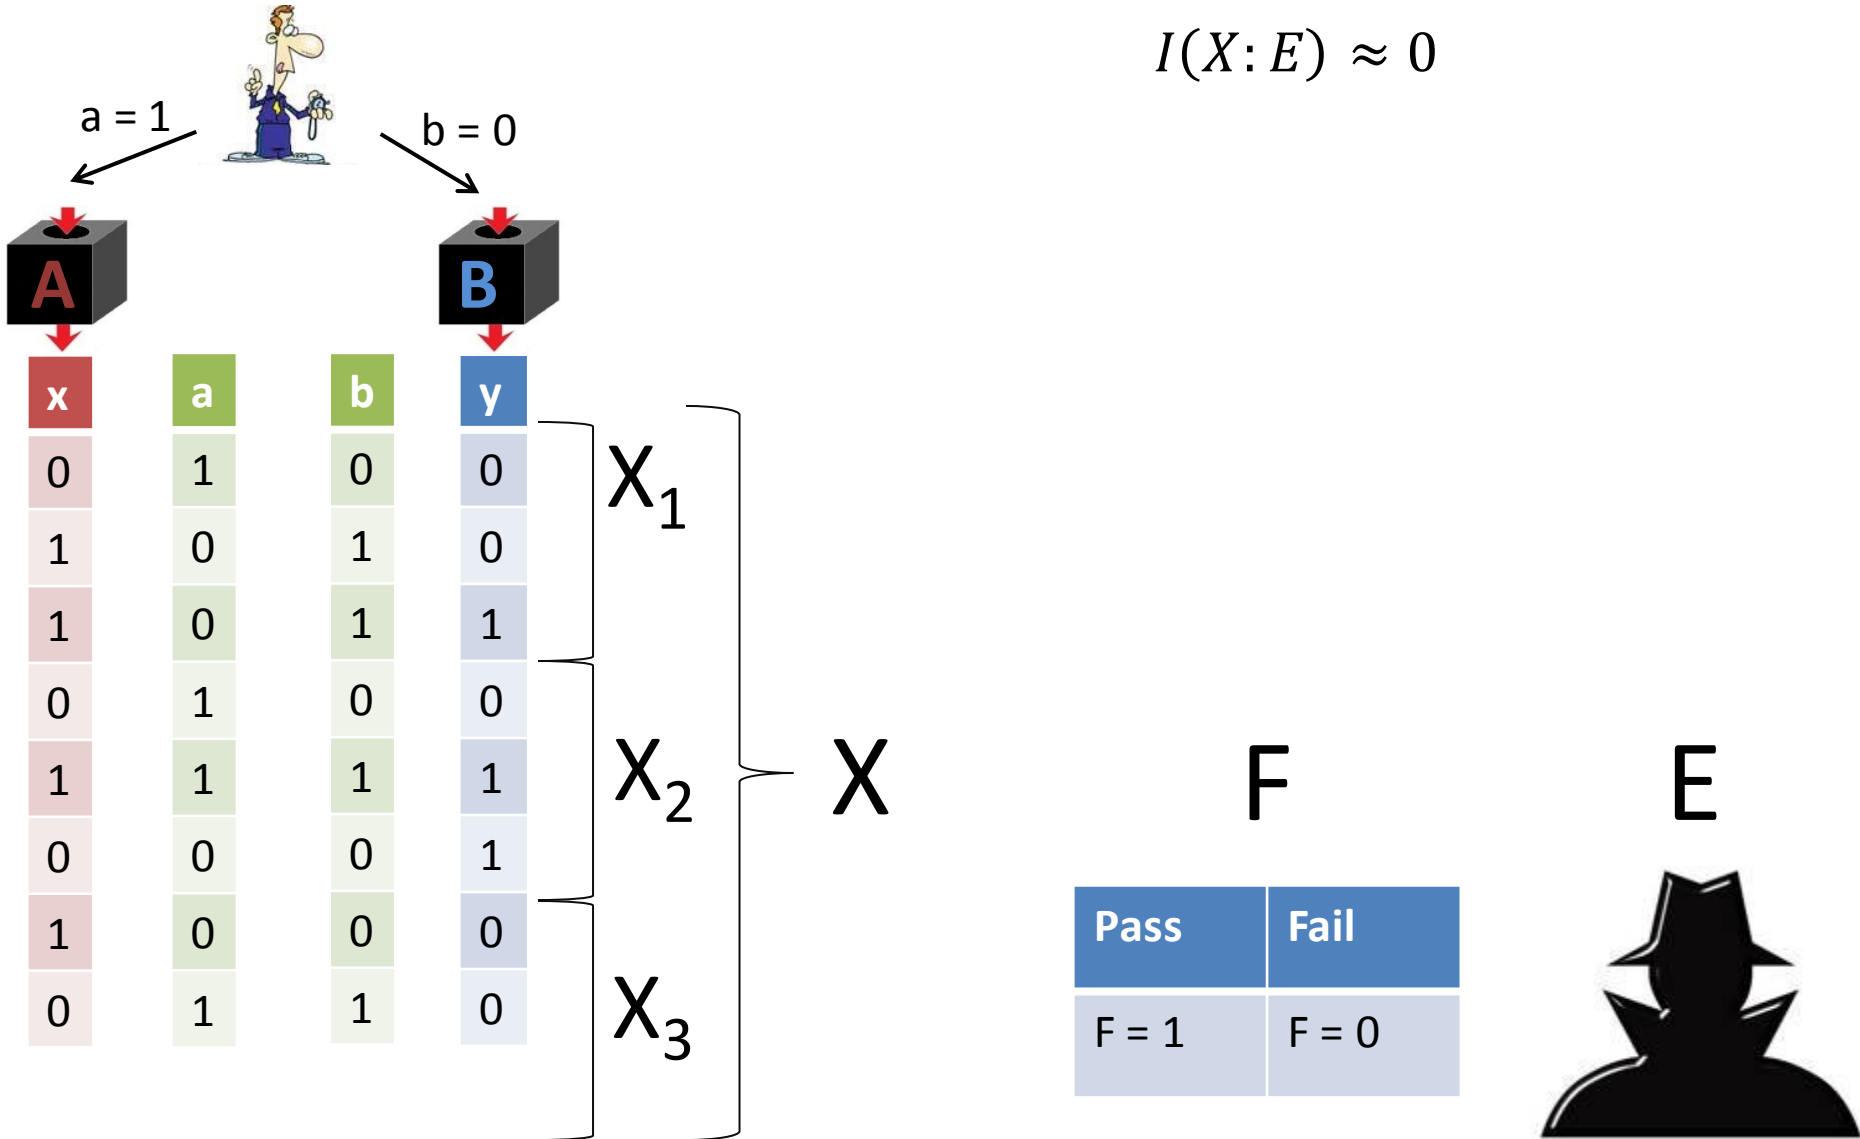 I(X:E) ≈ 0
a = 1
b = 0
A B
x a b y
0 1 0 0
1 0 1 0
1 0 1 1
0 1 0 0
1 1 1 1
0 0 0 1
1 0 0 0
0 1 1 0
X₁
X₂
X₃
X
F
E
Pass Fail
F = 1 F = 0